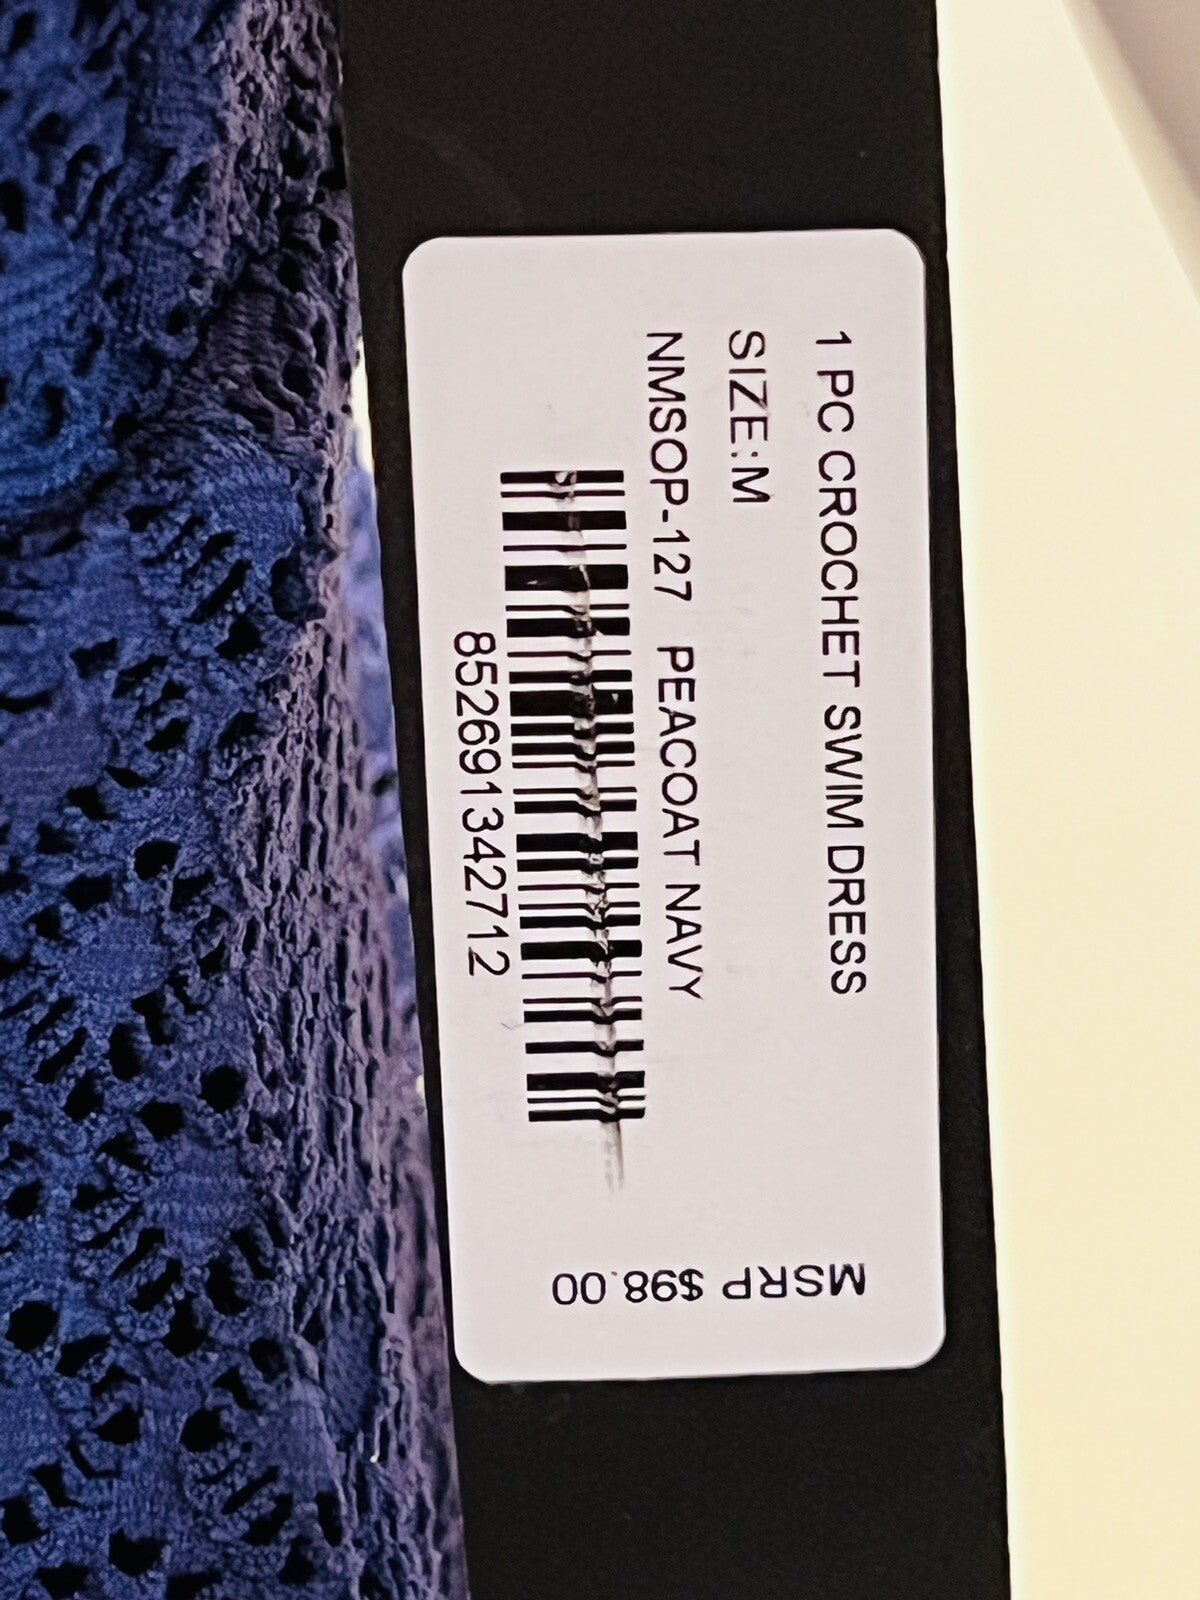 1 PC CROCHET SWIM DRESS
SIZE:M
NMSOP-127 PEACOAT NAVY
852691342712
MSRP $98.00